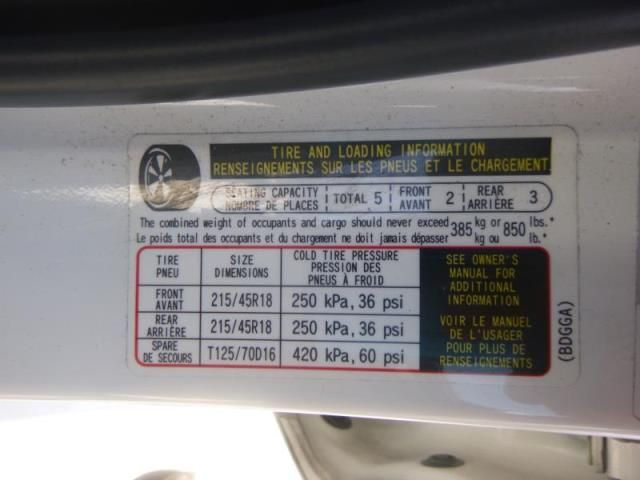 TIRE AND LOADING INFORMATION
RENSEIGNEMENTS SUR LES PNEUS ET LE CHARGEMENT
SEATING CAPACITY
NOMBRE DE PLACES
TOTAL 5
FRONT
AVANT
2
REAR
ARRIÈRE
3
The combined weight of occupants and cargo should never exceed 385 kg or 850 lbs.*
Le poids total des occupants et du chargement ne doit jamais dépasser kg ou lb.*
TIRE
PNEU
SIZE
DIMENSIONS
COLD TIRE PRESSURE
PRESSION DES
PNEUS À FROID
FRONT
AVANT
215/45R18
250 kPa, 36 psi
REAR
ARRIÈRE
215/45R18
250 kPa, 36 psi
SPARE
DE SECOURS
T125/70D16
420 kPa, 60 psi
SEE OWNER'S
MANUAL FOR
ADDITIONAL
INFORMATION
VOIR LE MANUEL
DE L'USAGER
POUR PLUS DE
RENSEIGNEMENTS
(BDGGA)